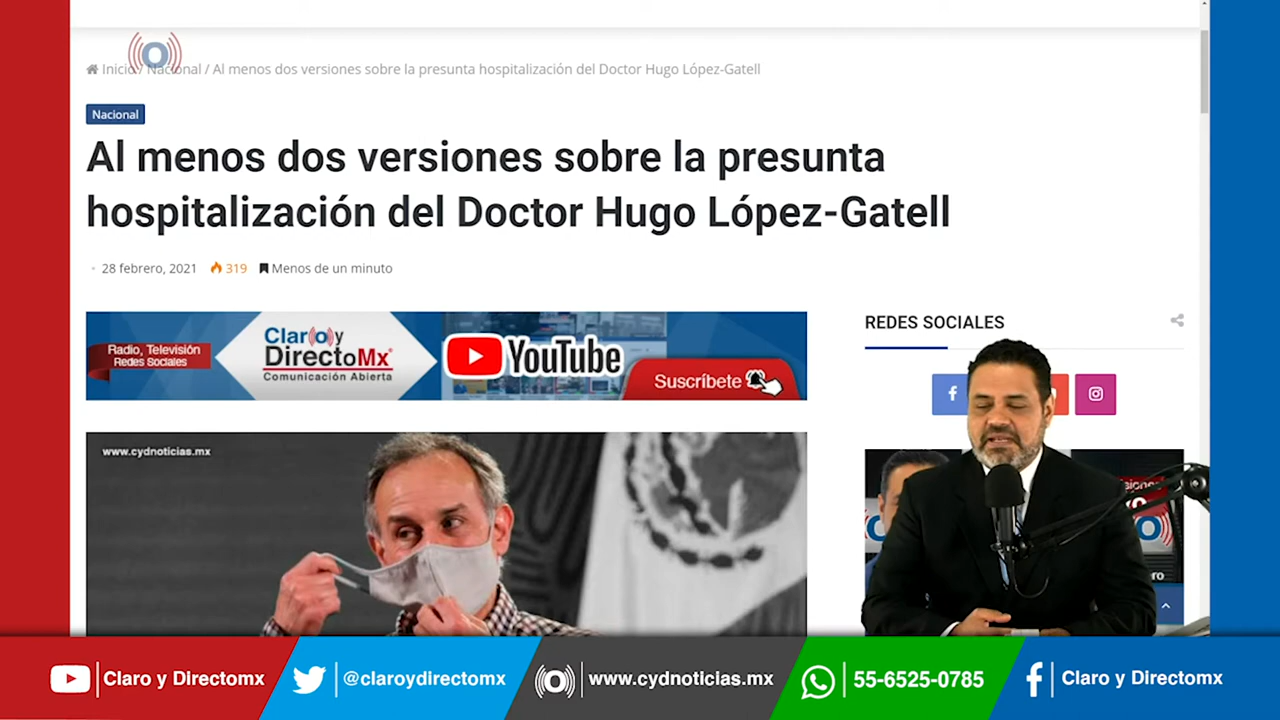 Inicio / Nacional / Al menos dos versiones sobre la presunta hospitalización del Doctor Hugo López-Gatell
Nacional
Al menos dos versiones sobre la presunta
hospitalización del Doctor Hugo López-Gatell
28 febrero, 2021 319 Menos de un minuto
Radio, Televisión
Redes Sociales
Claro y
DirectoMx
Comunicación Abierta
YouTube
Suscríbete
REDES SOCIALES
www.cydnoticias.mx
Claro y Directomx
@claroydirectomx
www.cydnoticias.mx
55-6525-0785
Claro y Directomx